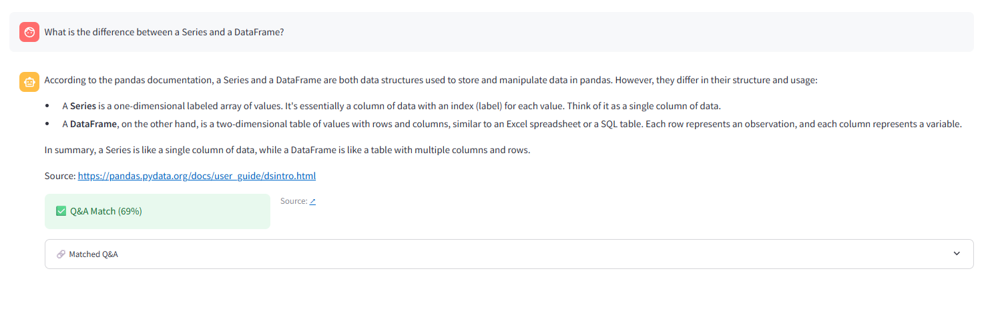 What is the difference between a Series and a DataFrame?
According to the pandas documentation, a Series and a DataFrame are both data structures used to store and manipulate data in pandas. However, they differ in their structure and usage:
• A Series is a one-dimensional labeled array of values. It's essentially a column of data with an index (label) for each value. Think of it as a single column of data.
• A DataFrame, on the other hand, is a two-dimensional table of values with rows and columns, similar to an Excel spreadsheet or a SQL table. Each row represents an observation, and each column represents a variable.
In summary, a Series is like a single column of data, while a DataFrame is like a table with multiple columns and rows.
Source: https://pandas.pydata.org/docs/user_guide/dsintro.html
✅ Q&A Match (69%)
Source: ↗
🔗 Matched Q&A